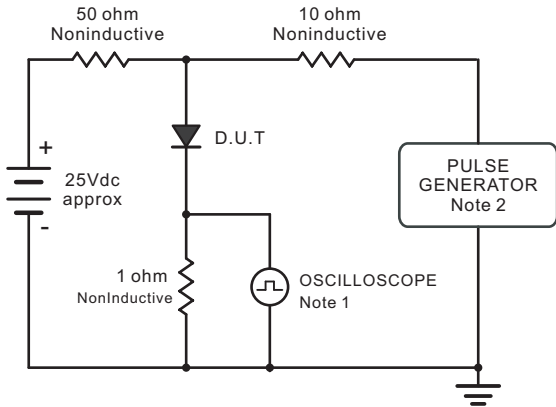 50 ohm
Noninductive
10 ohm
Noninductive
D.U.T
+
25Vdc
approx
-
PULSE
GENERATOR
Note 2
1 ohm
NonInductive
OSCILLOSCOPE
Note 1